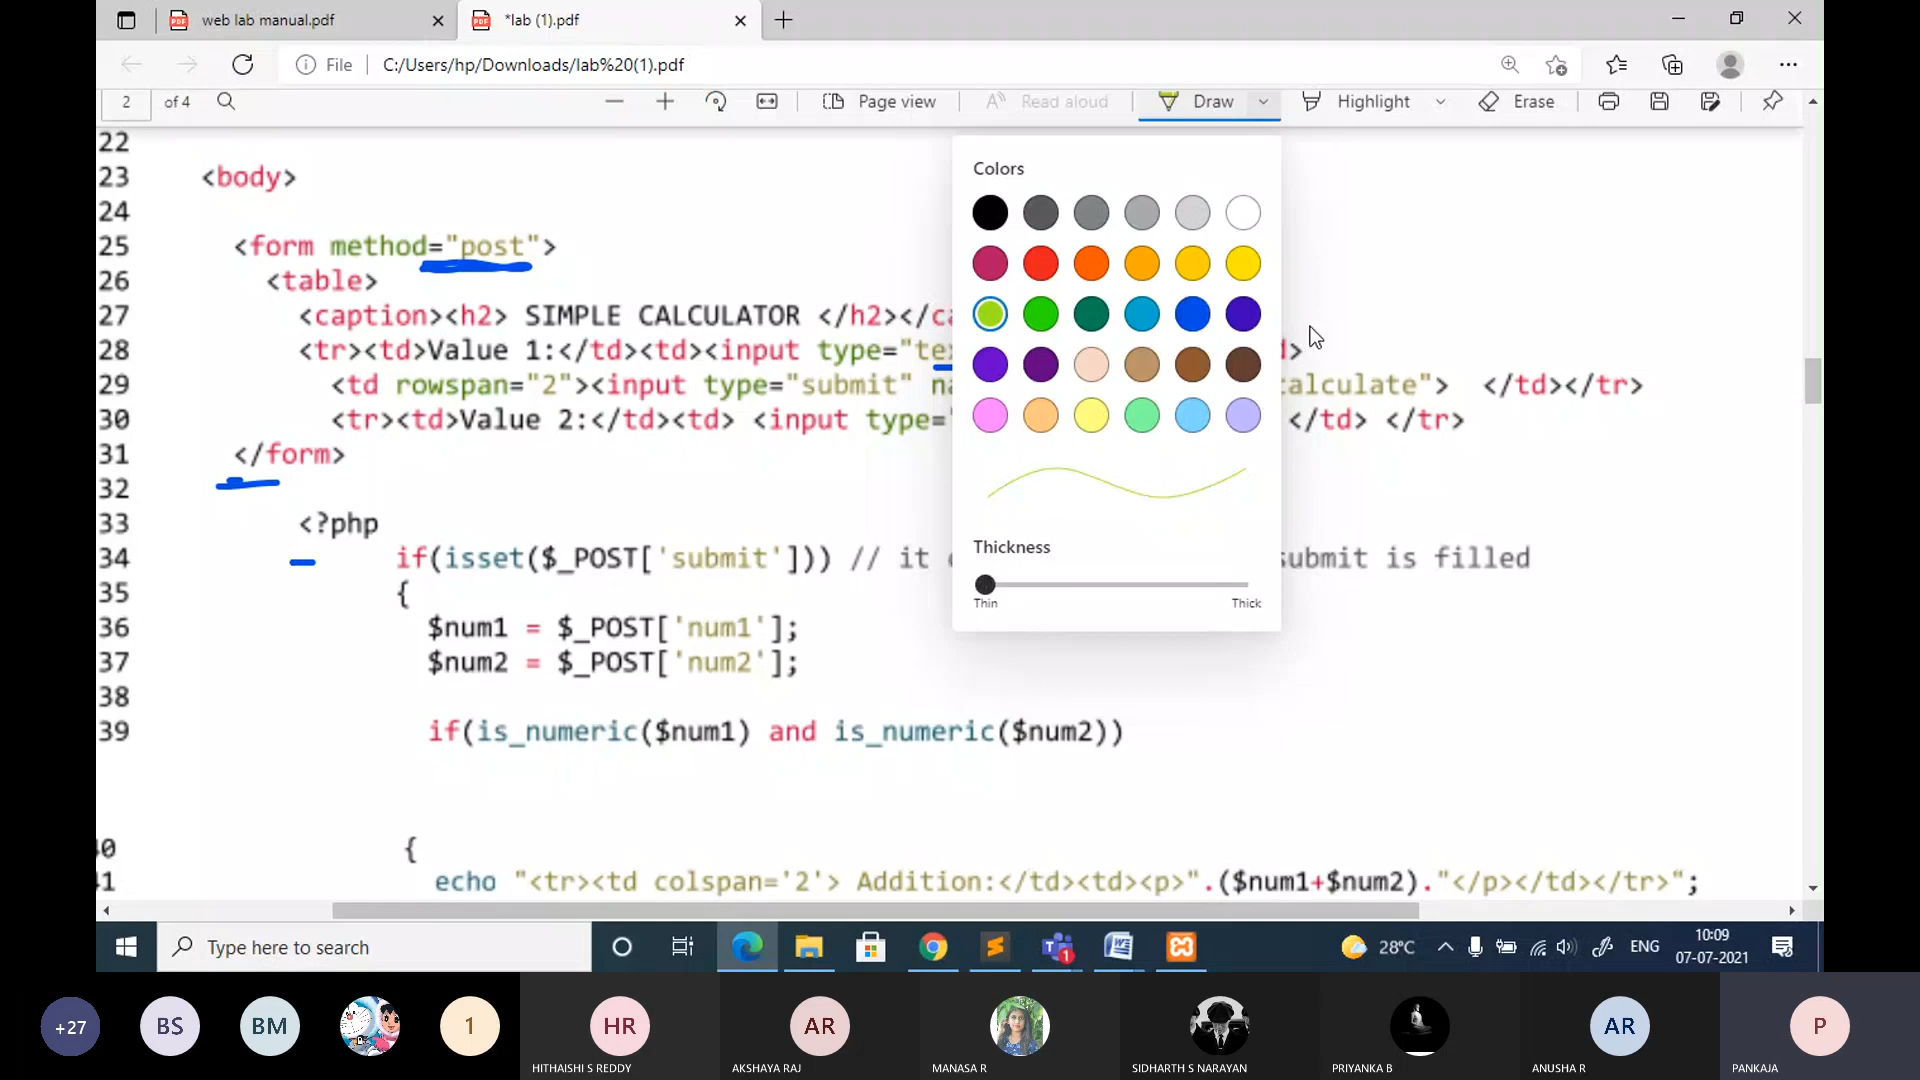 web lab manual.pdf
*lab (1).pdf
File C:/Users/hp/Downloads/lab%20(1).pdf
2 of 4 Page view Read aloud Draw Highlight Erase
22
23 <body>
24
25 <form method="post">
26 <table>
27 <caption><h2> SIMPLE CALCULATOR </h2></ca
28 <tr><td>Value 1:</td><td><input type="te >
29 <td rowspan="2"><input type="submit" na alculate"> </td></tr>
30 <tr><td>Value 2:</td><td> <input type=" </td> </tr>
31 </form>
32
33 <?php
34 if(isset($_POST['submit'])) // it submit is filled
35 {
36 $num1 = $_POST['num1'];
37 $num2 = $_POST['num2'];
38
39 if(is_numeric($num1) and is_numeric($num2))
40 {
41 echo "<tr><td colspan='2'> Addition:</td><td><p>".($num1+$num2)."</p></td></tr>";
Colors
Thickness
Thin Thick
Type here to search
1
28°C
ENG
10:09
07-07-2021
+27
BS
BM
1
HR
HITHAISHI S REDDY
AR
AKSHAYA RAJ
MANASA R
SIDHARTH S NARAYAN
PRIYANKA B
AR
ANUSHA R
P
PANKAJA